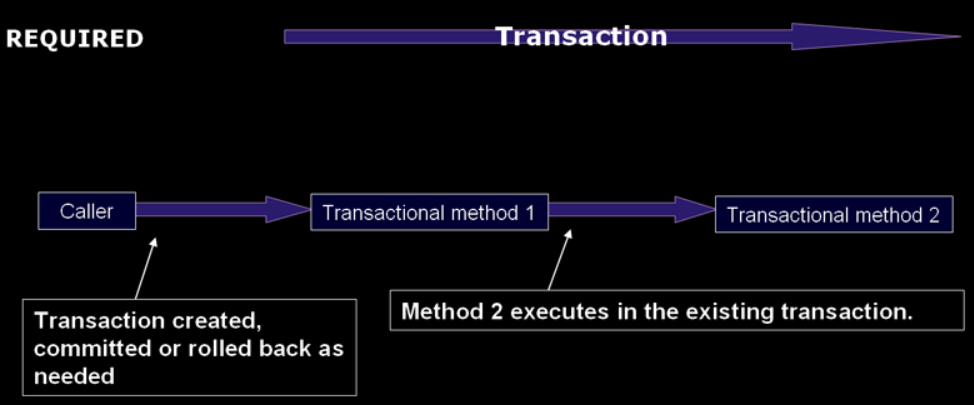 REQUIRED
Transaction
Caller
Transactional method 1
Transactional method 2
Transaction created,
committed or rolled back as
needed
Method 2 executes in the existing transaction.